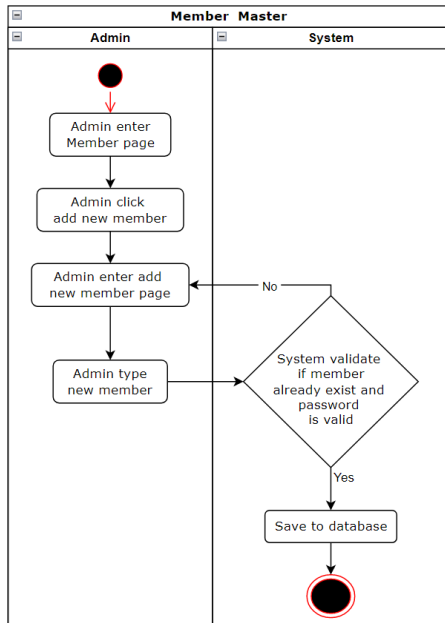 Member Master
Admin
System
Admin enter
Member page
Admin click
add new member
Admin enter add
new member page
No
Admin type
new member
System validate
if member
already exist and
password
is valid
Yes
Save to database